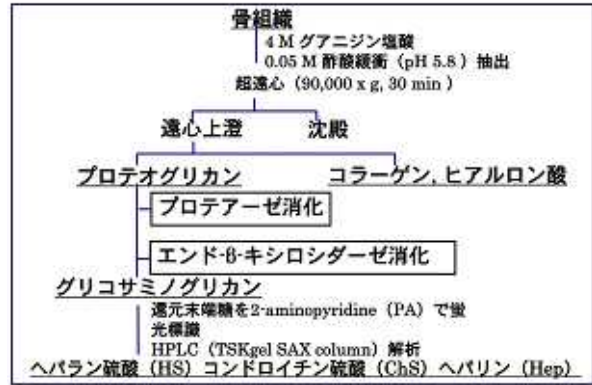 骨組織
4 M グアニジン塩酸
0.05 M 酢酸緩衝（pH 5.8）抽出
超遠心（90,000 x g, 30 min ）
遠心上澄 沈殿
プロテオグリカン コラーゲン, ヒアルロン酸
プロテアーゼ消化
エンド-ß-キシロシダーゼ消化
グリコサミノグリカン
還元末端糖を2-aminopyridine（PA）で蛍
光標識
HPLC（TSKgel SAX column）解析
ヘパラン硫酸（HS）コンドロイチン硫酸（ChS）ヘパリン（Hep）